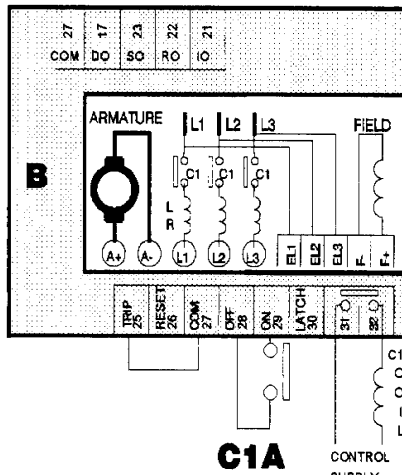 27 17 23 22 21
COM DO SO RO IO
ARMATURE L1 L2 L3 FIELD
B
C1 C1 C1
L
R
A+ A- L1 L2 L3 EL1 EL2 EL3 F- F+
TRIP 25 RESET 26 COM 27 OFF 28 ON 29 LATCH 30 31 32
C1
C1A
CONTROL